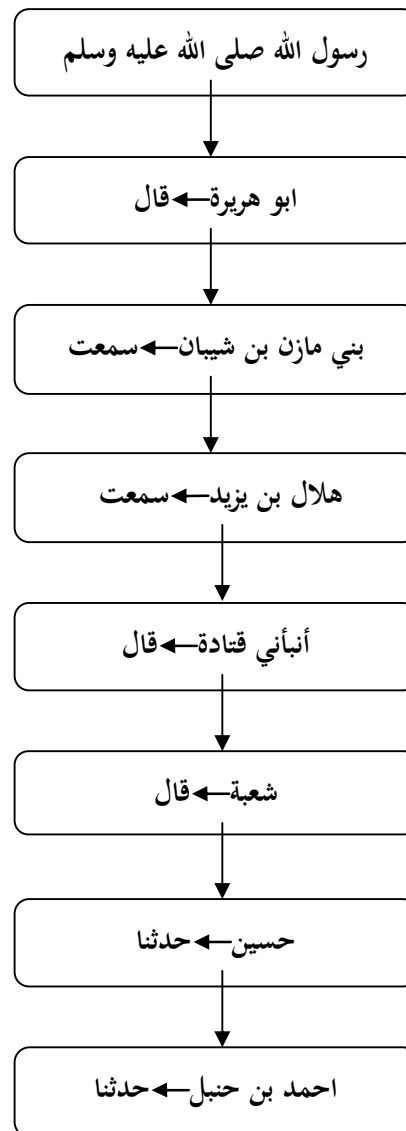 رسول الله صلى الله عليه وسلم
ابو هريرة←قال
بني مازن بن شيبان←سمعت
هلال بن يزيد←سمعت
أنبأني قتادة←قال
شعبة←قال
حسين←حدثنا
احمد بن حنبل←حدثنا